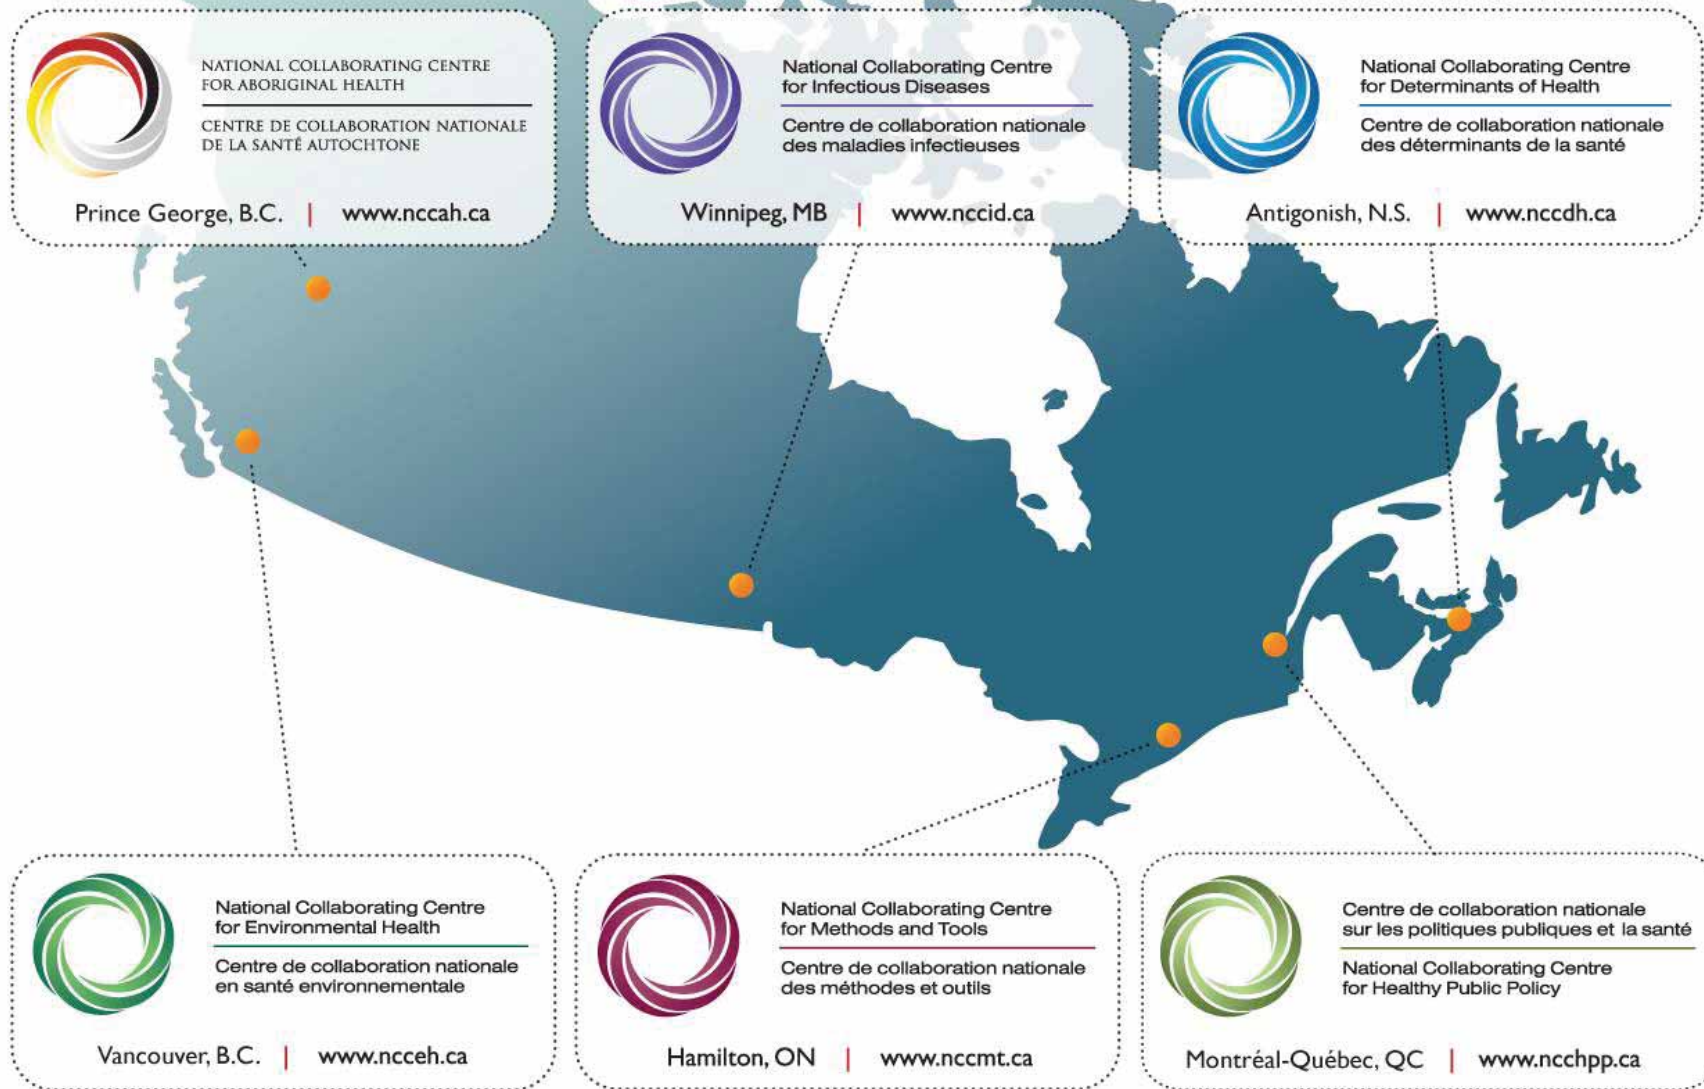 NATIONAL COLLABORATING CENTRE
FOR ABORIGINAL HEALTH
CENTRE DE COLLABORATION NATIONALE
DE LA SANTÉ AUTOCHTONE
Prince George, B.C. | www.nccah.ca
National Collaborating Centre
for Infectious Diseases
Centre de collaboration nationale
des maladies infectieuses
Winnipeg, MB | www.nccid.ca
National Collaborating Centre
for Determinants of Health
Centre de collaboration nationale
des déterminants de la santé
Antigonish, N.S. | www.nccdh.ca
National Collaborating Centre
for Environmental Health
Centre de collaboration nationale
en santé environnementale
Vancouver, B.C. | www.ncceh.ca
National Collaborating Centre
for Methods and Tools
Centre de collaboration nationale
des méthodes et outils
Hamilton, ON | www.nccmt.ca
Centre de collaboration nationale
sur les politiques publiques et la santé
National Collaborating Centre
for Healthy Public Policy
Montréal-Québec, QC | www.ncchpp.ca